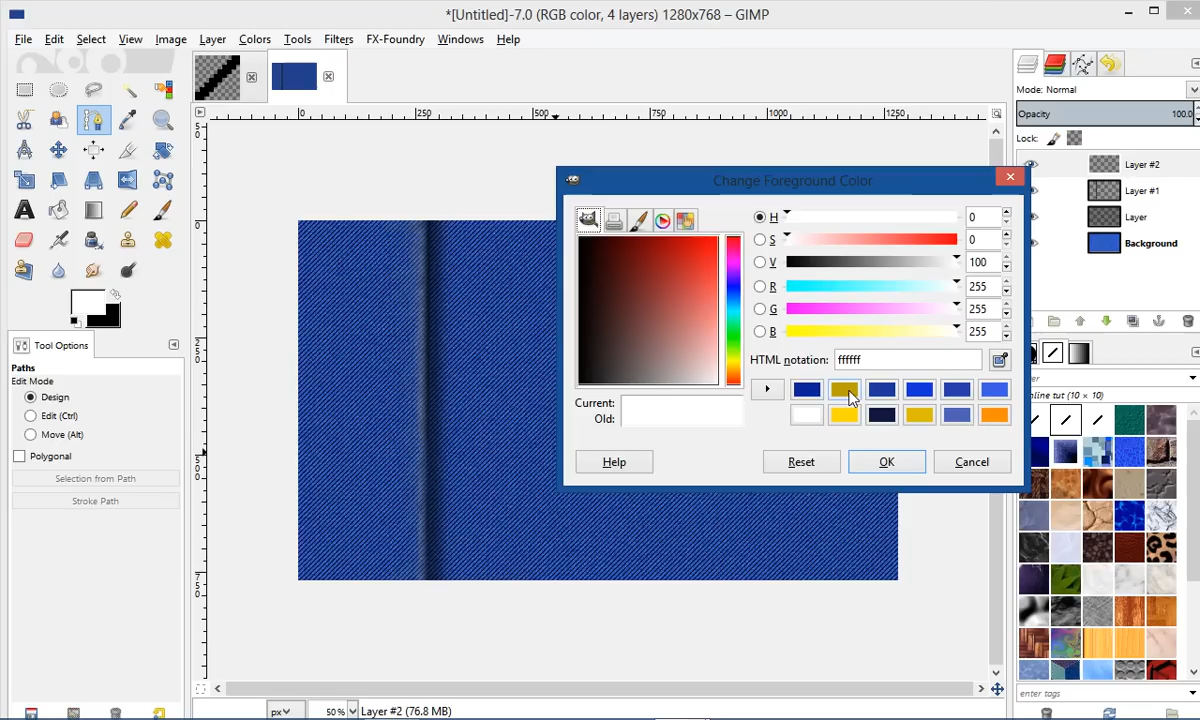 *[Untitled]-7.0 (RGB color, 4 layers) 1280x768 – GIMP
File Edit Select View Image Layer Colors Tools Filters FX-Foundry Windows Help
Mode: Normal
Opacity 100.0
Lock:
0 250 500 750 1000 1250
Layer #2
Layer #1
Layer
Background
Change Foreground Color
H 0
S 0
V 100
R 255
G 255
B 255
HTML notation: ffffff
Current:
Old:
Help Reset OK Cancel
Tool Options
Paths
Edit Mode
Design
Edit (Ctrl)
Move (Alt)
Polygonal
Selection from Path
Stroke Path
tut (10 × 10)
enter tags
px 50% Layer #2 (76.8 MB)